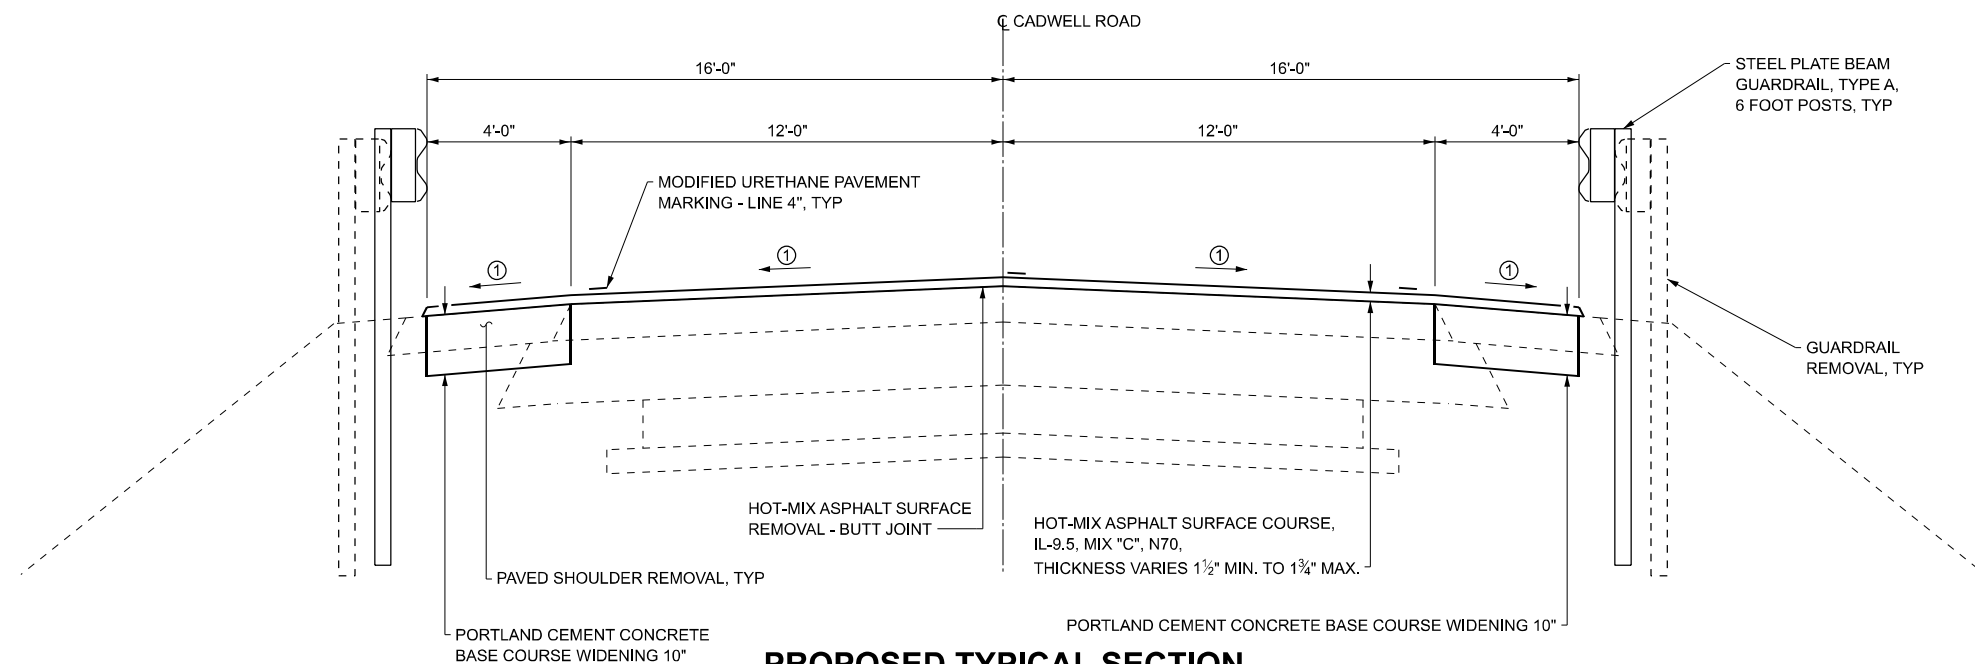 ℄ CADWELL ROAD
16'-0"
16'-0"
STEEL PLATE BEAM
GUARDRAIL, TYPE A,
6 FOOT POSTS, TYP
4'-0"
12'-0"
12'-0"
4'-0"
MODIFIED URETHANE PAVEMENT
MARKING - LINE 4", TYP
①
①
①
①
GUARDRAIL
REMOVAL, TYP
HOT-MIX ASPHALT SURFACE
REMOVAL - BUTT JOINT
HOT-MIX ASPHALT SURFACE COURSE,
IL-9.5, MIX "C", N70,
THICKNESS VARIES 1½" MIN. TO 1¾" MAX.
PAVED SHOULDER REMOVAL, TYP
PORTLAND CEMENT CONCRETE
BASE COURSE WIDENING 10"
PORTLAND CEMENT CONCRETE BASE COURSE WIDENING 10"
PROPOSED TYPICAL SECTION